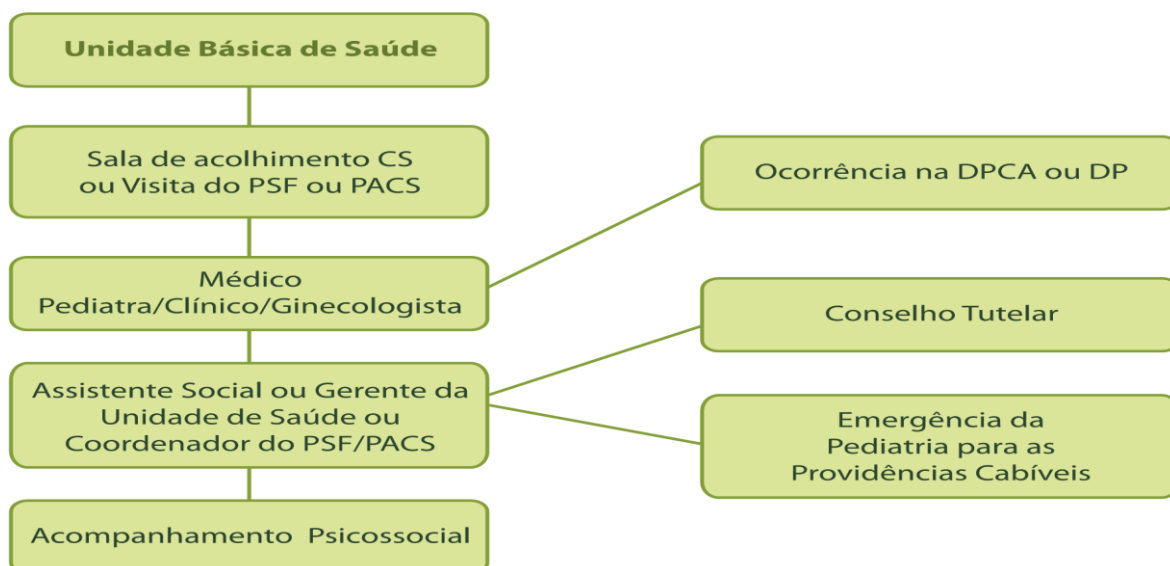 Unidade Básica de Saúde
Sala de acolhimento CS
ou Visita do PSF ou PACS
Médico
Pediatra/Clínico/Ginecologista
Assistente Social ou Gerente da
Unidade de Saúde ou
Coordenador do PSF/PACS
Acompanhamento Psicossocial
Ocorrência na DPCA ou DP
Conselho Tutelar
Emergência da
Pediatria para as
Providências Cabíveis